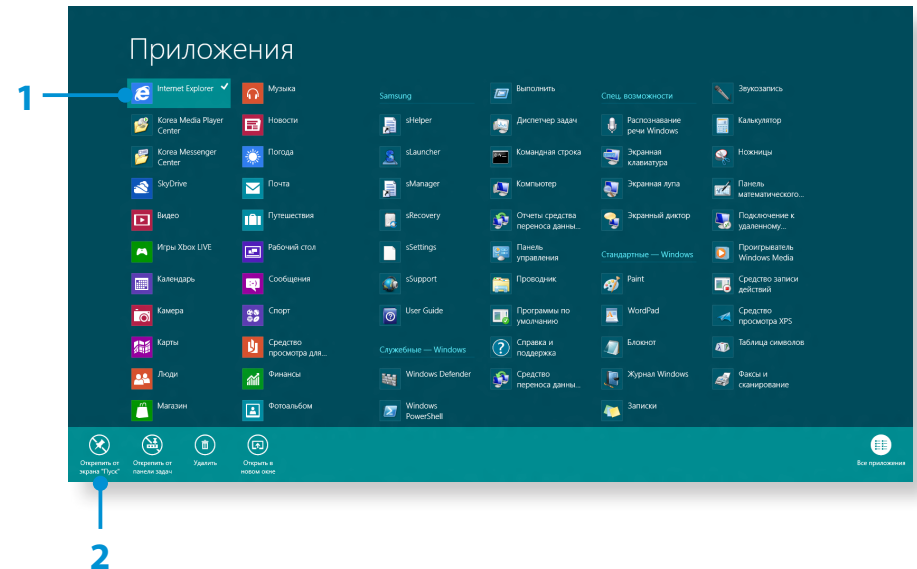 Приложения
1
Internet Explorer
Korea Media Player
Center
Korea Messenger
Center
SkyDrive
Видео
Игры Xbox LIVE
Календарь
Камера
Карты
Люди
Магазин
Музыка
Новости
Погода
Почта
Путешествия
Рабочий стол
Сообщения
Спорт
Средство
просмотра для...
Финансы
Фотоальбом
Samsung
sHelper
sLauncher
sManager
sRecovery
sSettings
sSupport
User Guide
Служебные — Windows
Windows Defender
Windows
PowerShell
Выполнить
Диспетчер задач
Командная строка
Компьютер
Отчеты средства
переноса данны...
Панель
управления
Проводник
Программы по
умолчанию
Справка и
поддержка
Средство
переноса данны...
Спец. возможности
Распознавание
речи Windows
Экранная
клавиатура
Экранная лупа
Экранный диктор
Стандартные — Windows
Paint
WordPad
Блокнот
Журнал Windows
Записки
Звукозапись
Калькулятор
Ножницы
Панель
математического...
Подключение к
удаленному...
Проигрыватель
Windows Media
Средство записи
действий
Средство
просмотра XPS
Таблица символов
Факсы и
сканирование
Открепить от
экрана "Пуск"
Открепить от
панели задач
Удалить
Открыть в
новом окне
Все приложения
2